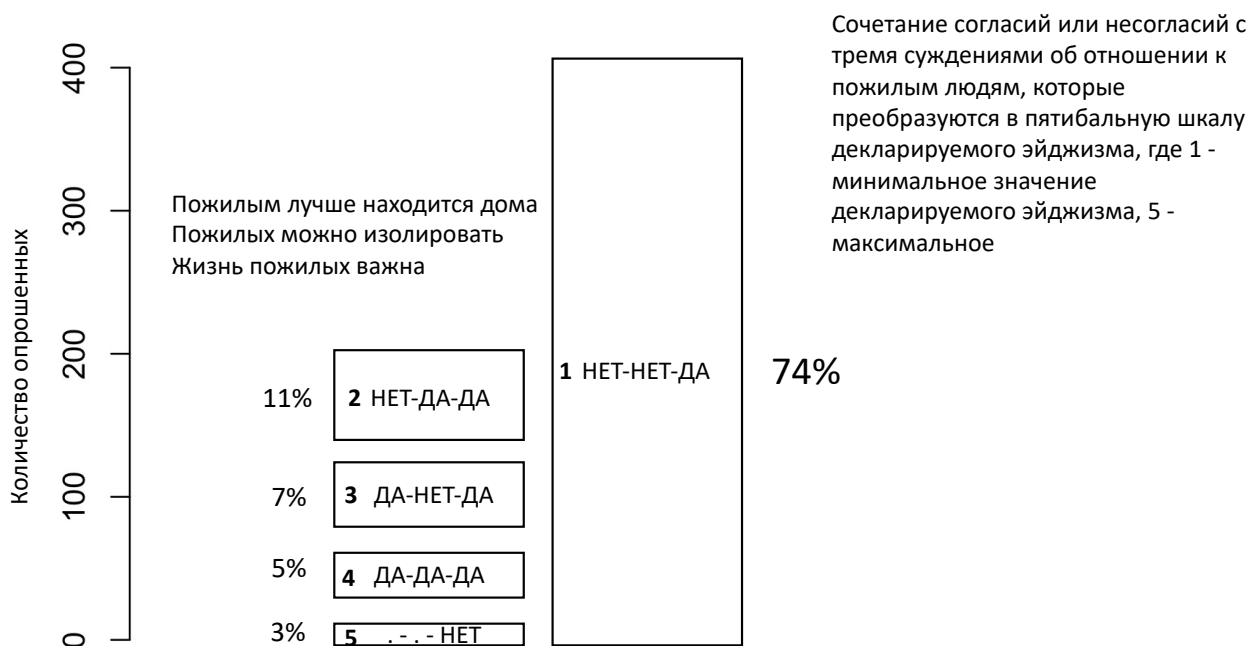 Сочетание согласий или несогласий с
тремя суждениями об отношении к
пожилым людям, которые
преобразуются в пятибальную шкалу
декларируемого эйджизма, где 1 -
минимальное значение
декларируемого эйджизма, 5 -
максимальное
Количество опрошенных
400
300
200
100
0
Пожилым лучше находится дома
Пожилых можно изолировать
Жизнь пожилых важна
1 НЕТ-НЕТ-ДА
74%
11%
2 НЕТ-ДА-ДА
7%
3 ДА-НЕТ-ДА
5%
4 ДА-ДА-ДА
3%
5 . - . - НЕТ